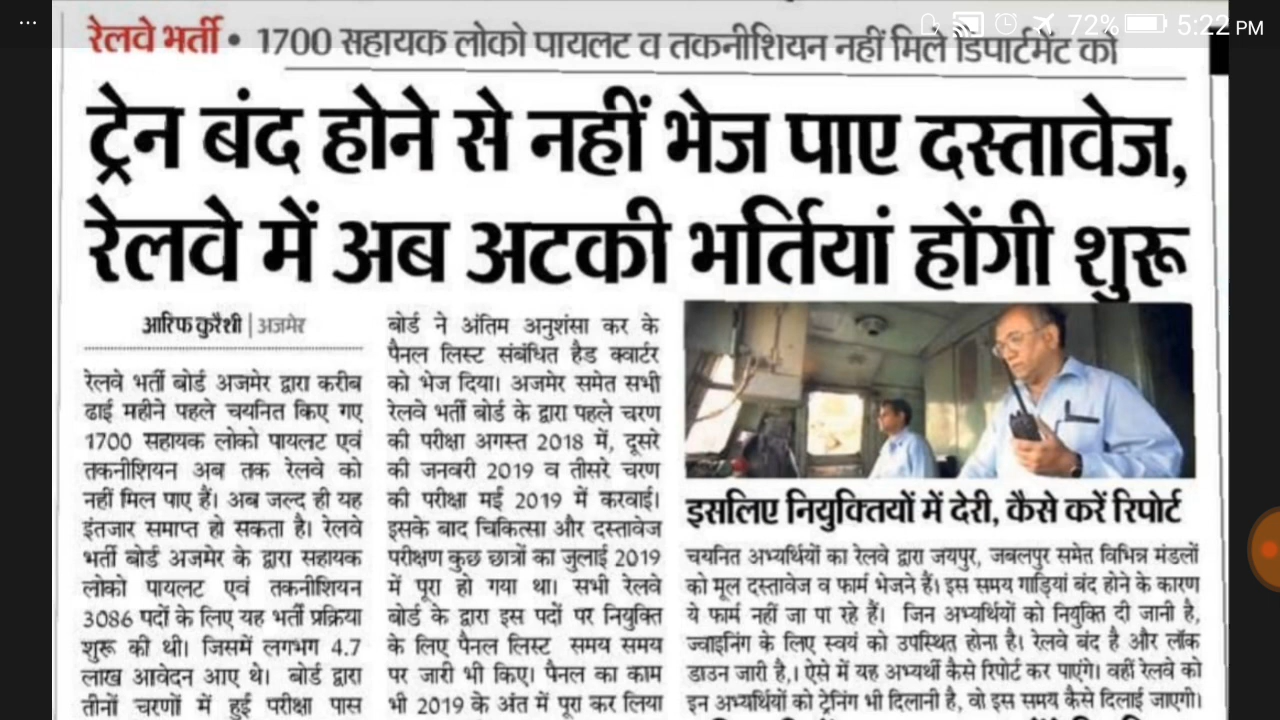 ...
72% 5:22 PM
रेलवे भर्ती • 1700 सहायक लोको पायलट व तकनीशियन नहीं मिले डिपार्टमेंट को
ट्रेन बंद होने से नहीं भेज पाए दस्तावेज,
रेलवे में अब अटकी भर्तियां होंगी शुरू
आरिफ कुरैशी | अजमेर
रेलवे भर्ती बोर्ड अजमेर द्वारा करीब
ढाई महीने पहले चयनित किए गए
1700 सहायक लोको पायलट एवं
तकनीशियन अब तक रेलवे को
नहीं मिल पाए हैं। अब जल्द ही यह
इंतजार समाप्त हो सकता है। रेलवे
भर्ती बोर्ड अजमेर के द्वारा सहायक
लोको पायलट एवं तकनीशियन
3086 पदों के लिए यह भर्ती प्रक्रिया
शुरू की थी। जिसमें लगभग 4.7
लाख आवेदन आए थे। बोर्ड द्वारा
तीनों चरणों में हुई परीक्षा पास
बोर्ड ने अंतिम अनुशंसा कर के
पैनल लिस्ट संबंधित हैड क्वार्टर
को भेज दिया। अजमेर समेत सभी
रेलवे भर्ती बोर्ड के द्वारा पहले चरण
की परीक्षा अगस्त 2018 में, दूसरे
की जनवरी 2019 व तीसरे चरण
की परीक्षा मई 2019 में करवाई।
इसके बाद चिकित्सा और दस्तावेज
परीक्षण कुछ छात्रों का जुलाई 2019
में पूरा हो गया था। सभी रेलवे
बोर्ड के द्वारा इस पदों पर नियुक्ति
के लिए पैनल लिस्ट समय समय
पर जारी भी किए। पैनल का काम
भी 2019 के अंत में पूरा कर लिया
इसलिए नियुक्तियों में देरी, कैसे करें रिपोर्ट
चयनित अभ्यर्थियों का रेलवे द्वारा जयपुर, जबलपुर समेत विभिन्न मंडलों
को मूल दस्तावेज व फार्म भेजने हैं। इस समय गाड़ियां बंद होने के कारण
ये फार्म नहीं जा पा रहे हैं। जिन अभ्यर्थियों को नियुक्ति दी जानी है,
ज्वाइनिंग के लिए स्वयं को उपस्थित होना है। रेलवे बंद है और लॉक
डाउन जारी है,। ऐसे में यह अभ्यर्थी कैसे रिपोर्ट कर पाएंगे। वहीं रेलवे को
इन अभ्यर्थियों को ट्रेनिंग भी दिलानी है, वो इस समय कैसे दिलाई जाएगी।